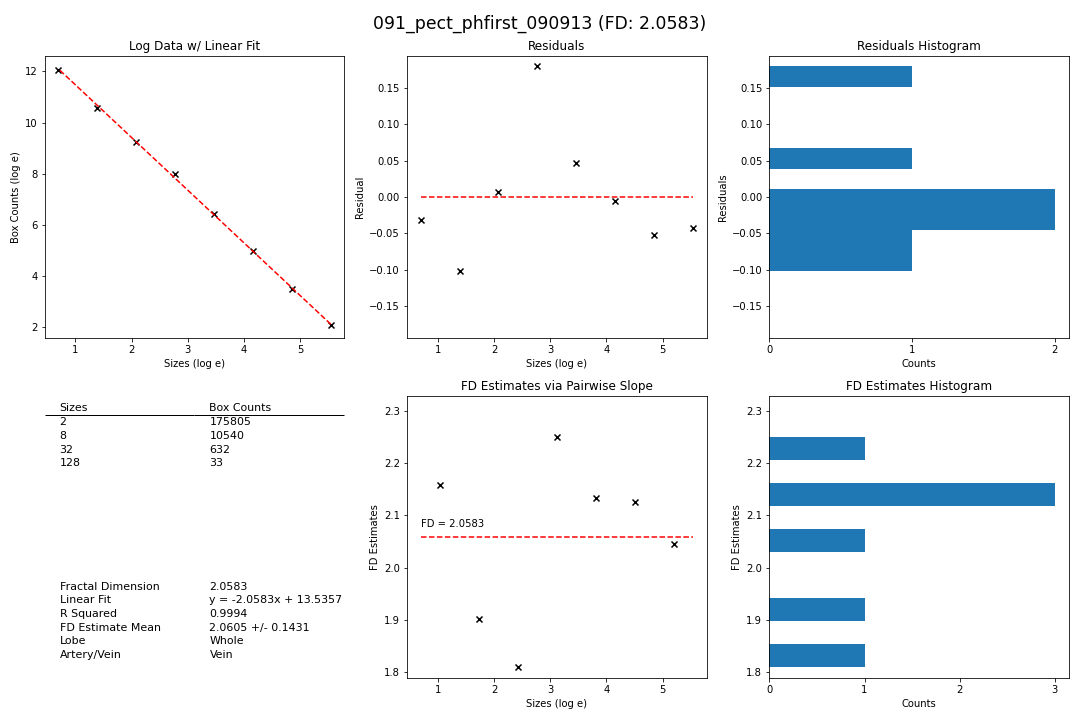 091_pect_phfirst_090913 (FD: 2.0583)
Log Data w/ Linear Fit
Box Counts (log e)
12
10
8
6
4
2
1 2 3 4 5
Sizes (log e)
Residuals
Residual
0.15
0.10
0.05
0.00
−0.05
−0.10
−0.15
1 2 3 4 5
Sizes (log e)
Residuals Histogram
Residuals
0.15
0.10
0.05
0.00
−0.05
−0.10
−0.15
0 1 2
Counts
Sizes Box Counts
2 175805
8 10540
32 632
128 33
Fractal Dimension 2.0583
Linear Fit y = -2.0583x + 13.5357
R Squared 0.9994
FD Estimate Mean 2.0605 +/- 0.1431
Lobe Whole
Artery/Vein Vein
FD Estimates via Pairwise Slope
FD Estimates
2.3
2.2
2.1
2.0
1.9
1.8
FD = 2.0583
1 2 3 4 5
Sizes (log e)
FD Estimates Histogram
FD Estimates
2.3
2.2
2.1
2.0
1.9
1.8
0 1 2 3
Counts